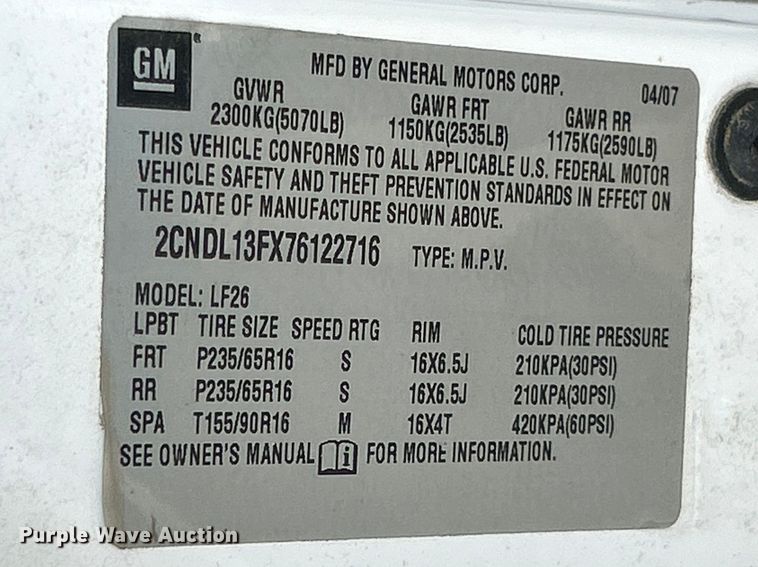 GM®
MFD BY GENERAL MOTORS CORP. 04/07
GVWR GAWR FRT GAWR RR
2300KG(5070LB) 1150KG(2535LB) 1175KG(2590LB)
THIS VEHICLE CONFORMS TO ALL APPLICABLE U.S. FEDERAL MOTOR
VEHICLE SAFETY AND THEFT PREVENTION STANDARDS IN EFFECT ON
THE DATE OF MANUFACTURE SHOWN ABOVE.
2CNDL13FX76122716 TYPE: M.P.V.
MODEL: LF26
LPBT TIRE SIZE SPEED RTG RIM COLD TIRE PRESSURE
FRT P235/65R16 S 16X6.5J 210KPA(30PSI)
RR P235/65R16 S 16X6.5J 210KPA(30PSI)
SPA T155/90R16 M 16X4T 420KPA(60PSI)
SEE OWNER'S MANUAL i FOR MORE INFORMATION.
Purple Wave Auction